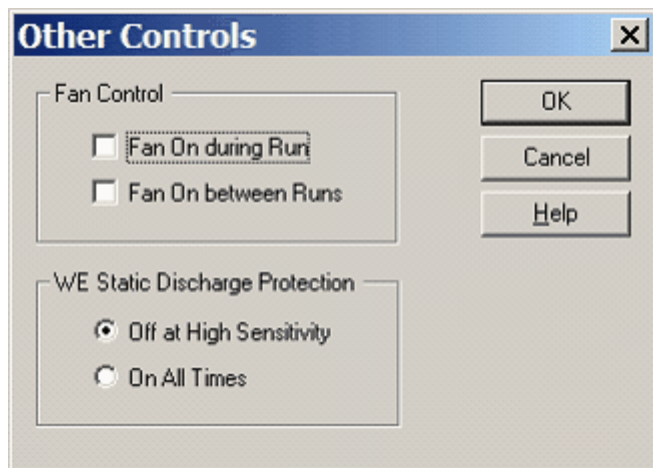 Other Controls
Fan Control
Fan On during Run
Fan On between Runs
OK
Cancel
Help
WE Static Discharge Protection
Off at High Sensitivity
On All Times